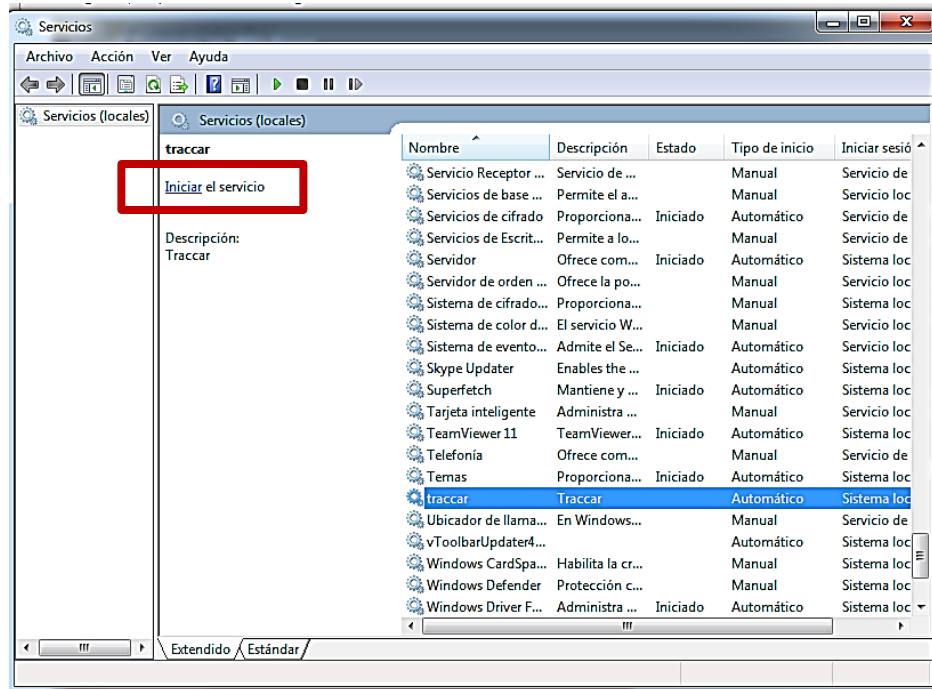 Servicios
Archivo Acción Ver Ayuda
Servicios (locales)
Servicios (locales)
traccar
Iniciar el servicio
Descripción:
Traccar
Nombre Descripción Estado Tipo de inicio Iniciar sesió
Servicio Receptor ... Servicio de ... Manual Servicio de
Servicios de base ... Permite el a... Manual Servicio loc
Servicios de cifrado Proporciona... Iniciado Automático Servicio de
Servicios de Escrit... Permite a lo... Manual Servicio de
Servidor Ofrece com... Iniciado Automático Sistema loc
Servidor de orden ... Ofrece la po... Manual Sistema loc
Sistema de cifrado... Proporciona... Manual Sistema loc
Sistema de color d... El servicio W... Manual Servicio loc
Sistema de evento... Admite el Se... Iniciado Automático Servicio loc
Skype Updater Enables the ... Automático Sistema loc
Superfetch Mantiene y ... Iniciado Automático Sistema loc
Tarjeta inteligente Administra ... Manual Servicio loc
TeamViewer 11 TeamViewer... Iniciado Automático Sistema loc
Telefonía Ofrece com... Manual Servicio de
Temas Proporciona... Iniciado Automático Sistema loc
traccar Traccar Automático Sistema loc
Ubicador de llama... En Windows... Manual Servicio de
vToolbarUpdater4... Automático Sistema loc
Windows CardSpa... Habilita la cr... Manual Sistema loc
Windows Defender Protección c... Manual Sistema loc
Windows Driver F... Administra ... Iniciado Automático Sistema loc
Extendido Estándar